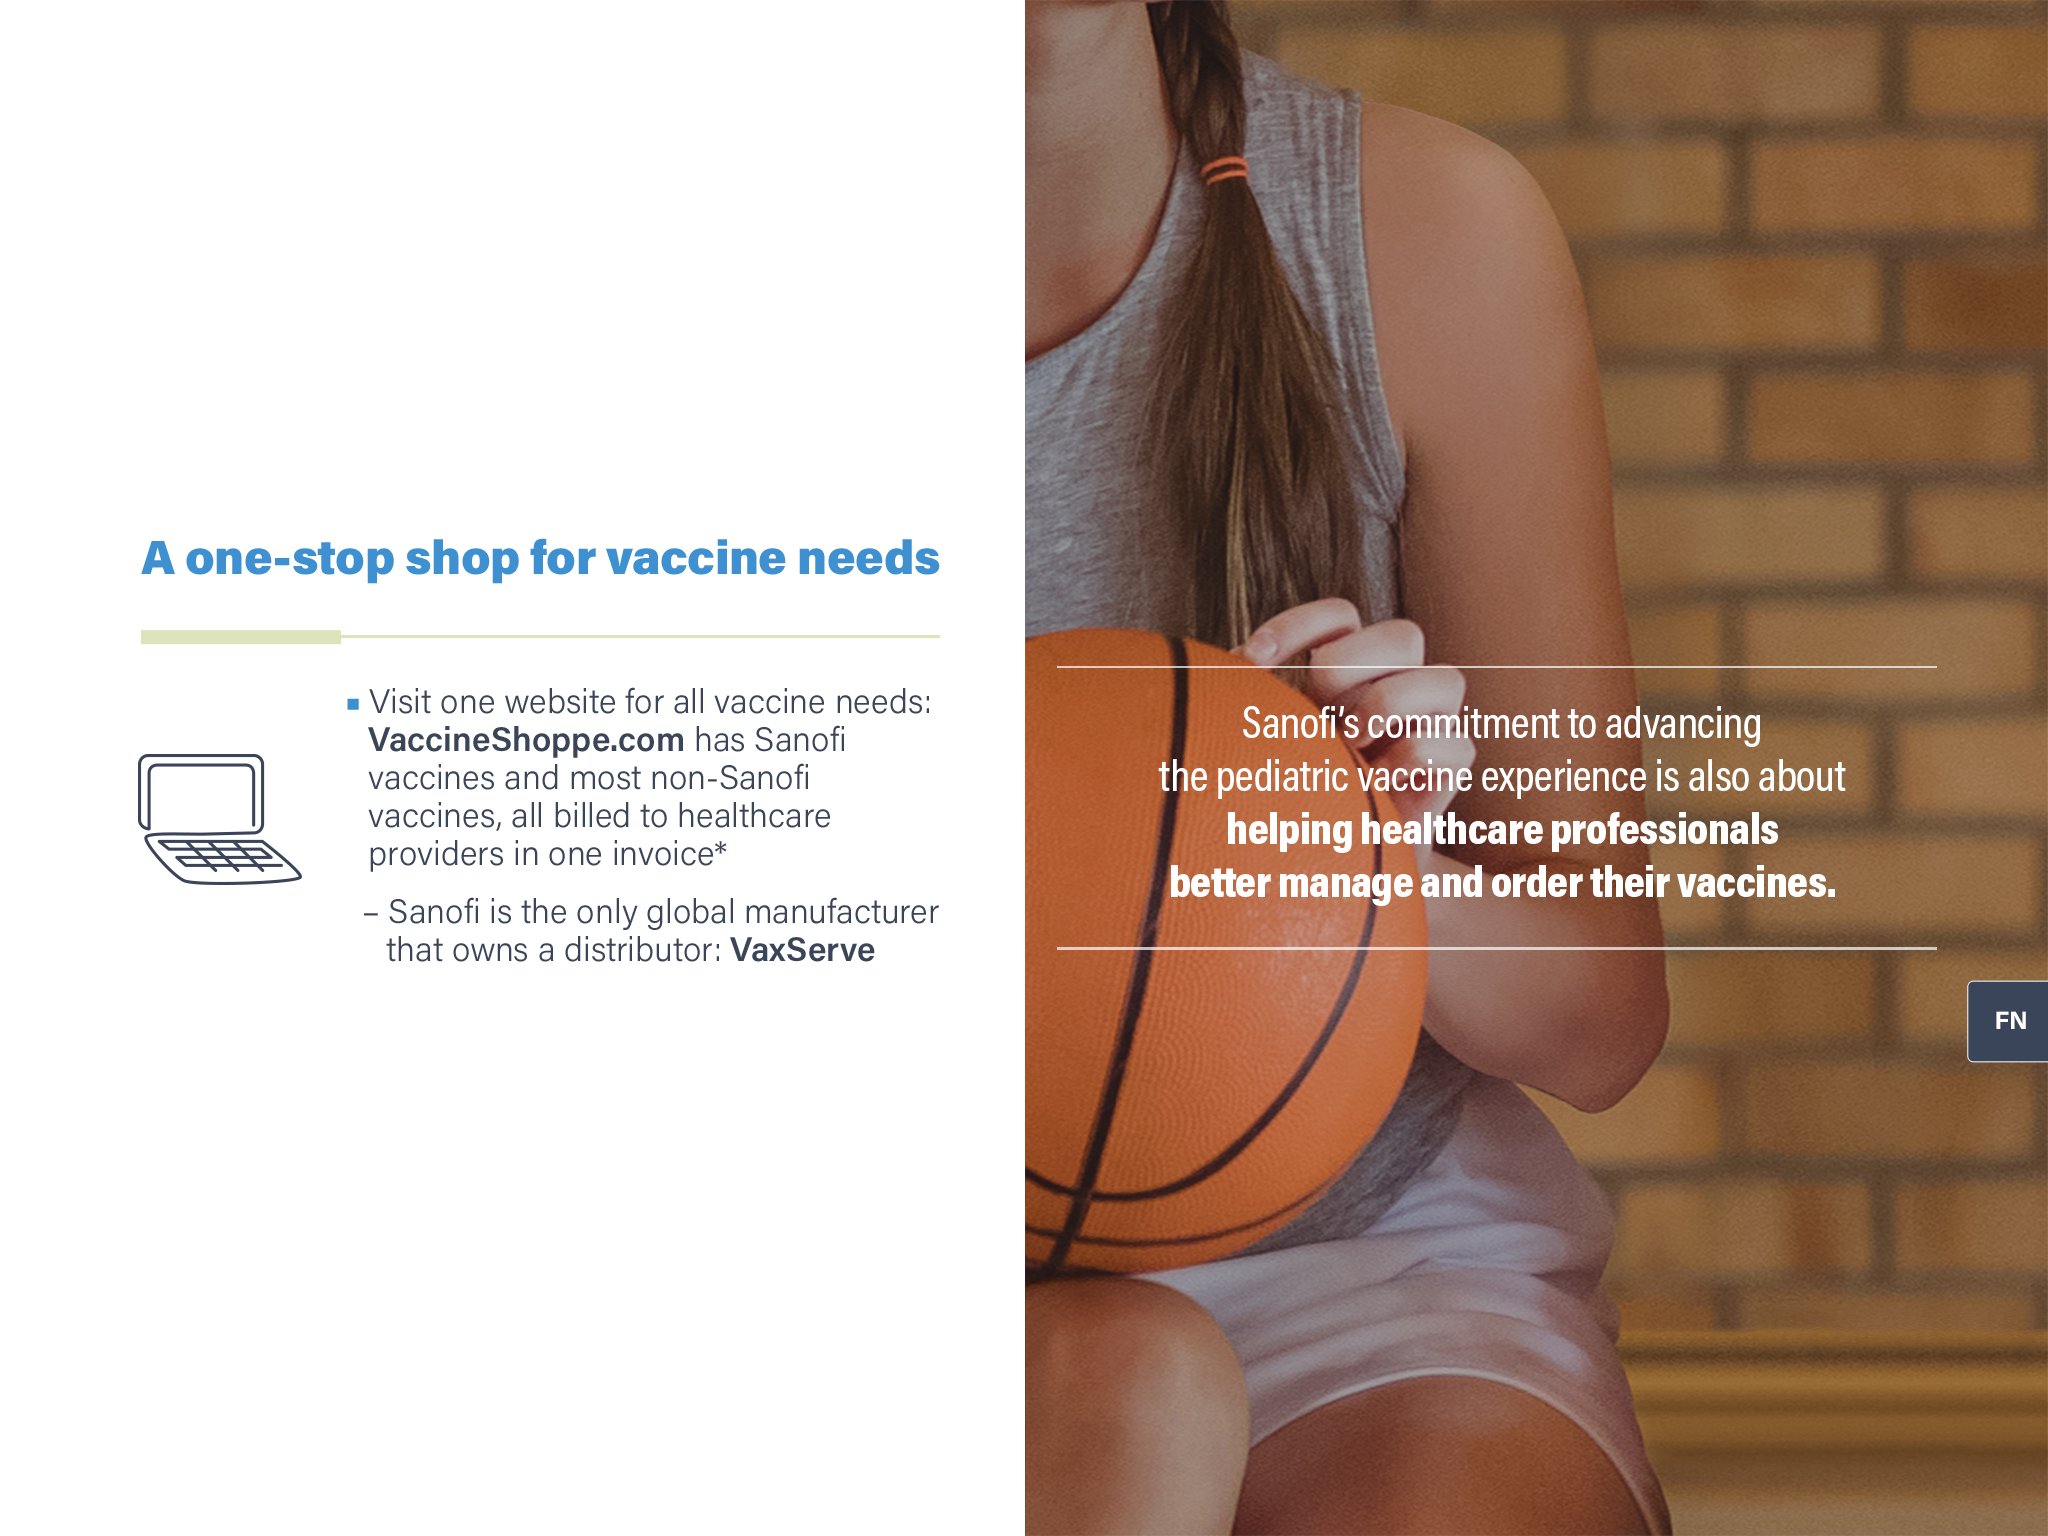 A one-stop shop for vaccine needs
▪ Visit one website for all vaccine needs:
VaccineShoppe.com has Sanofi
vaccines and most non-Sanofi
vaccines, all billed to healthcare
providers in one invoice*
– Sanofi is the only global manufacturer
that owns a distributor: VaxServe
Sanofi’s commitment to advancing
the pediatric vaccine experience is also about
helping healthcare professionals
better manage and order their vaccines.
FN